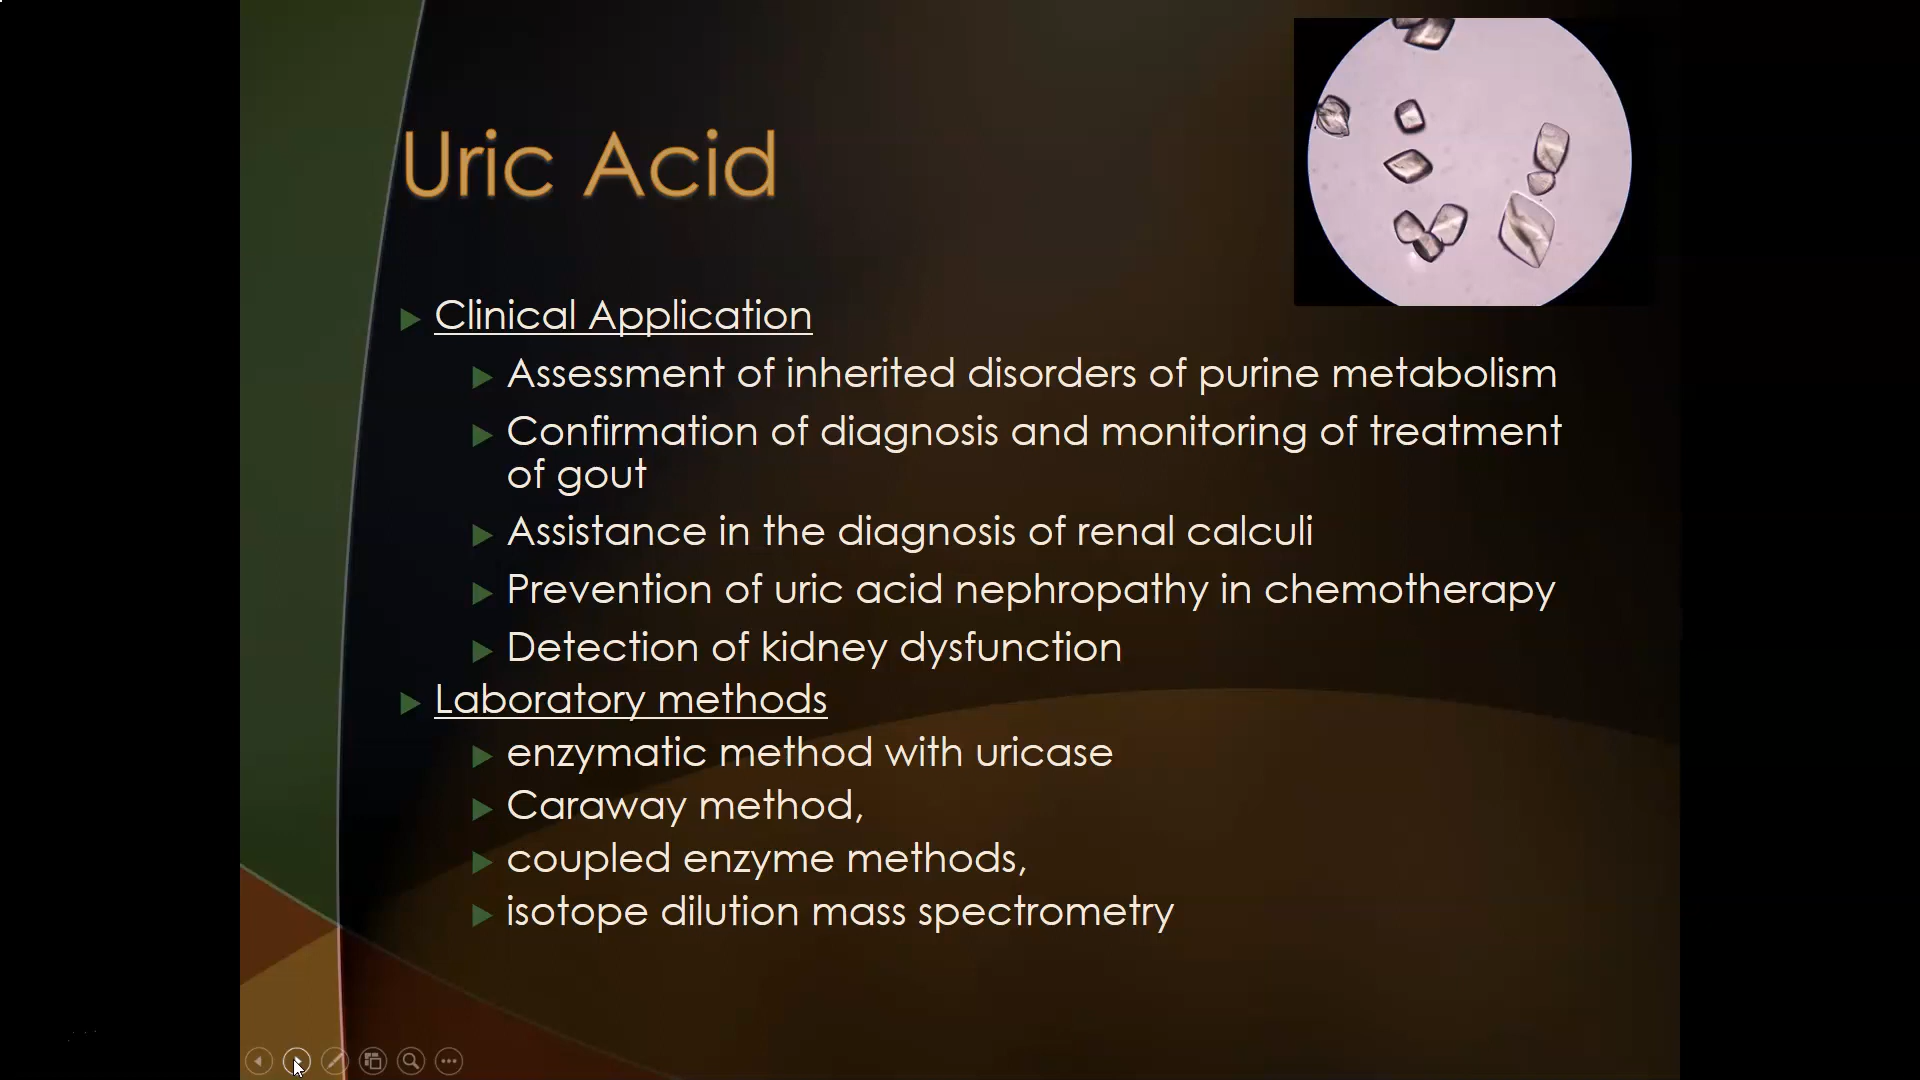 Uric Acid
Clinical Application
Assessment of inherited disorders of purine metabolism
Confirmation of diagnosis and monitoring of treatment
of gout
Assistance in the diagnosis of renal calculi
Prevention of uric acid nephropathy in chemotherapy
Detection of kidney dysfunction
Laboratory methods
enzymatic method with uricase
Caraway method,
coupled enzyme methods,
isotope dilution mass spectrometry